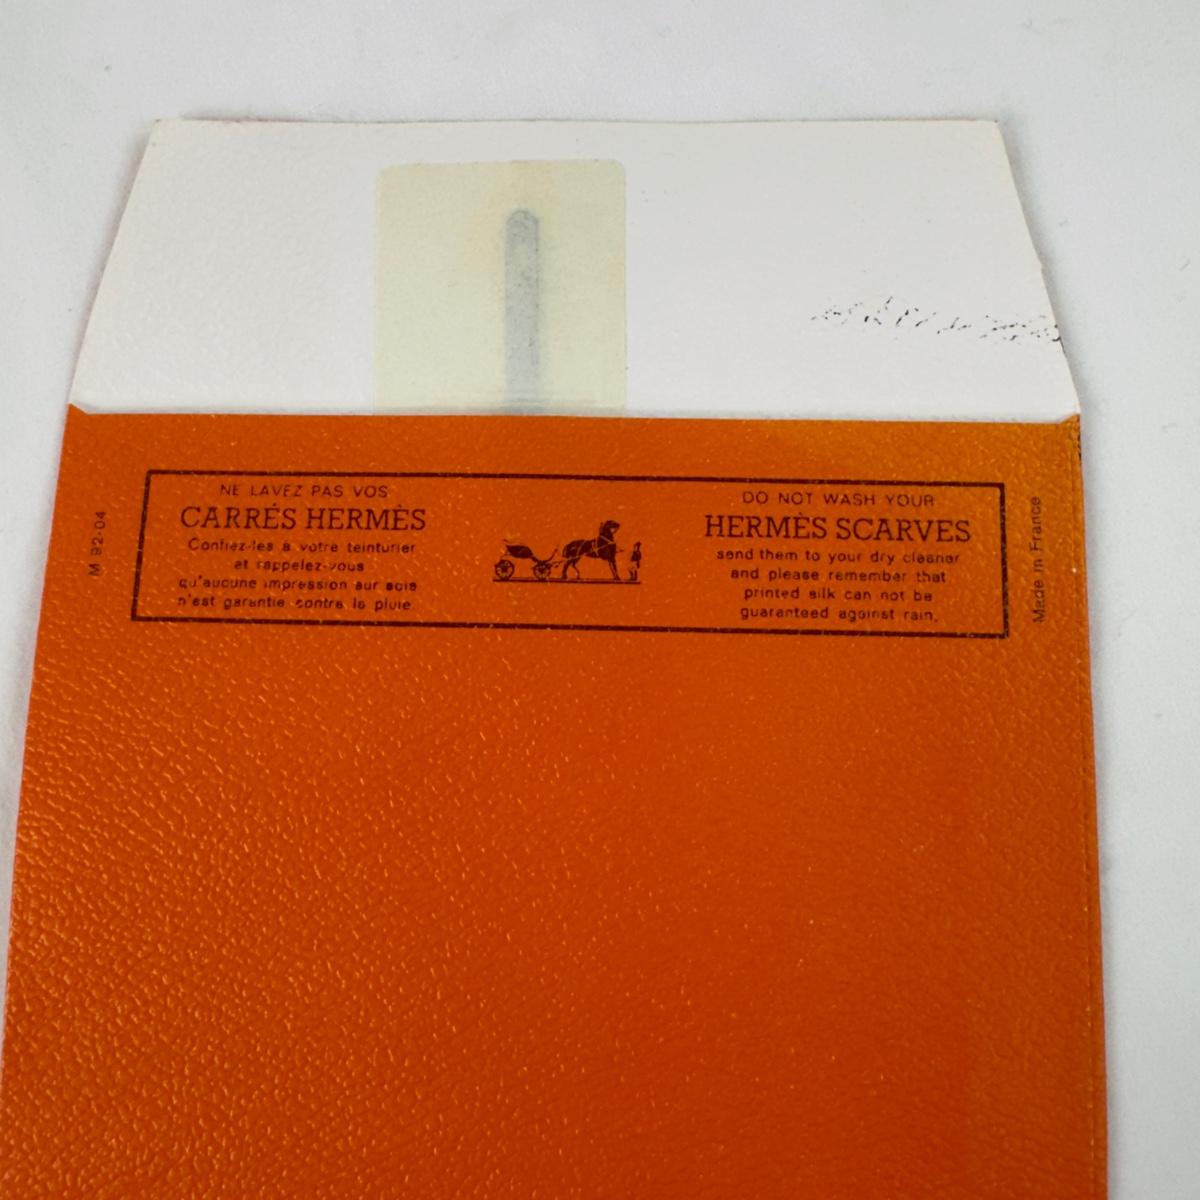 M 92-04
NE LAVEZ PAS VOS
CARRÉS HERMÈS
Confiez-les à votre teinturier
et rappelez-vous
qu'aucune impression sur soie
n'est garantie contre la pluie.
DO NOT WASH YOUR
HERMÈS SCARVES
send them to your dry cleaner
and please remember that
printed silk can not be
guaranteed against rain.
Made in France